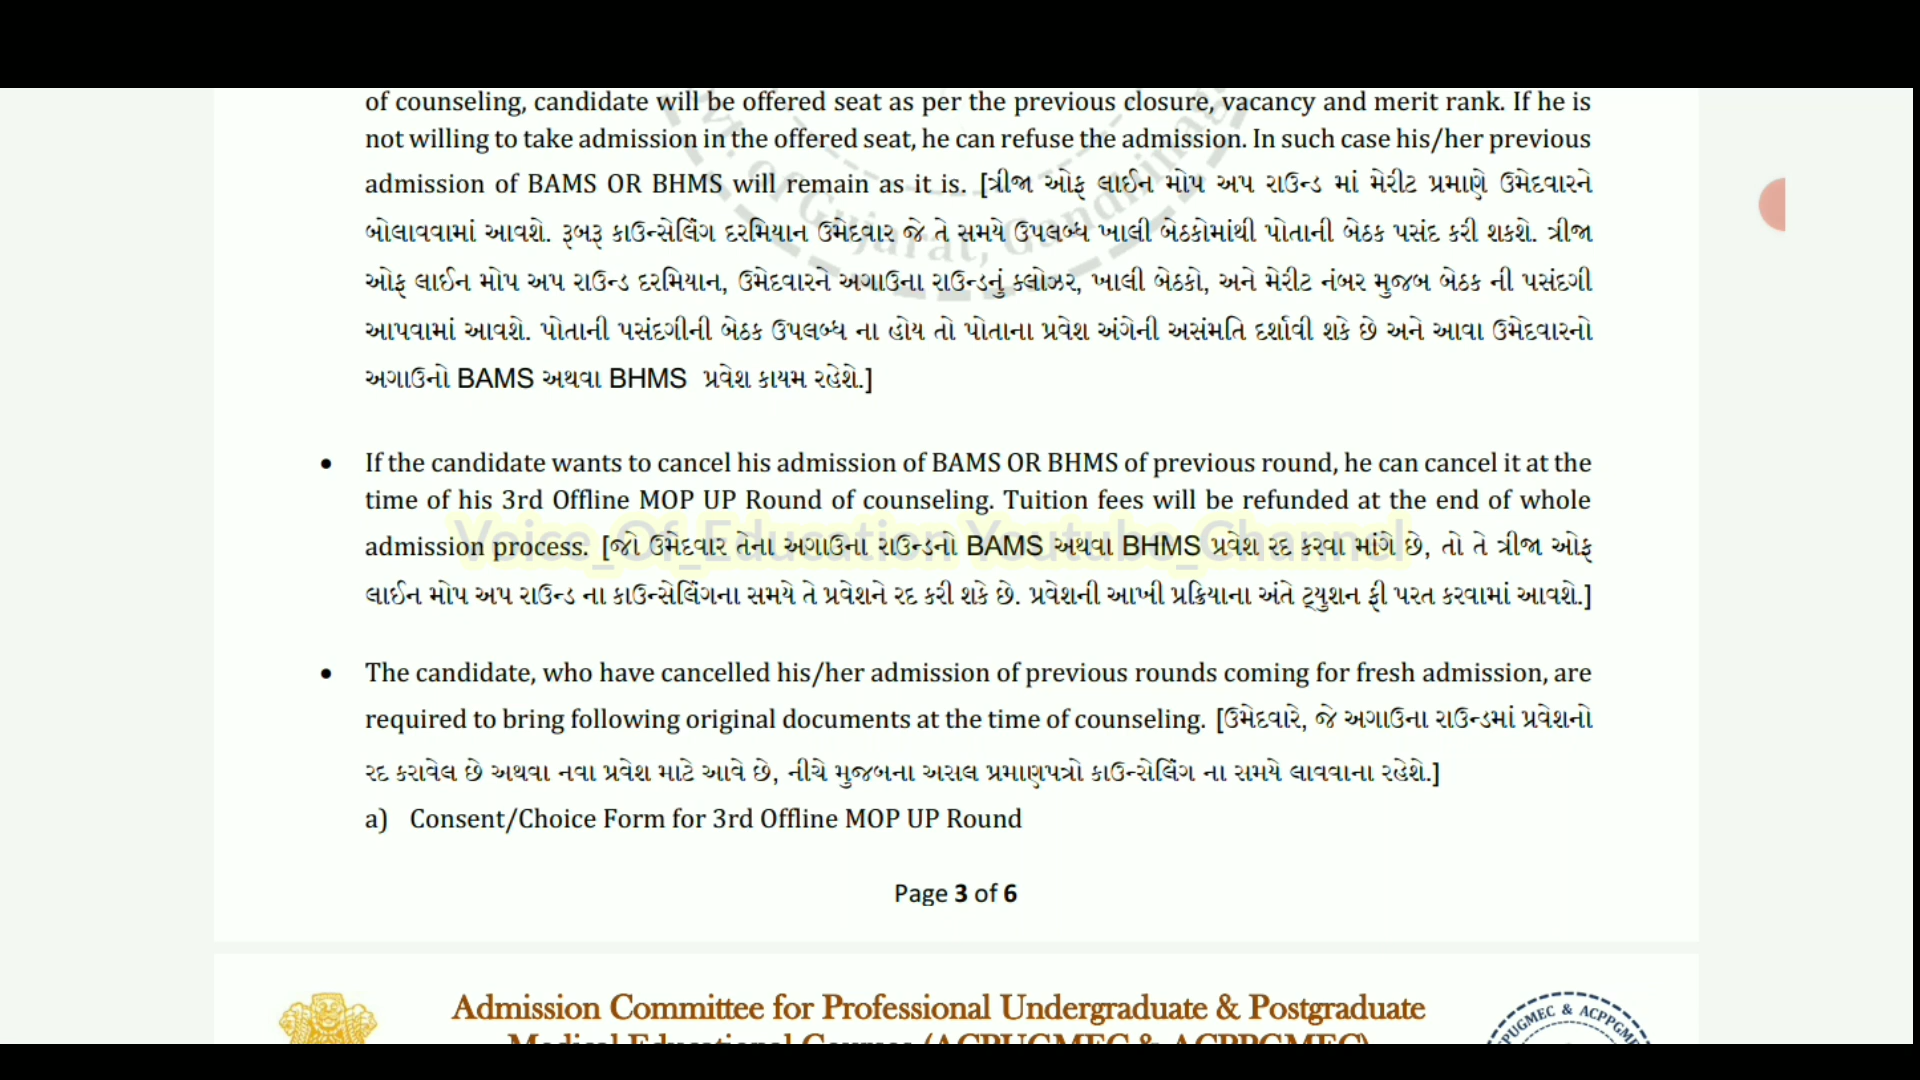 of counseling, candidate will be offered seat as per the previous closure, vacancy and merit rank. If he is
not willing to take admission in the offered seat, he can refuse the admission. In such case his/her previous
admission of BAMS OR BHMS will remain as it is. [ત્રીજા ઓફ લાઈન મોપ અપ રાઉન્ડ માં મેરીટ પ્રમાણે ઉમેદવારને
બોલાવવામાં આવશે. રૂબરૂ કાઉન્સેલિંગ દરમિયાન ઉમેદવાર જે તે સમયે ઉપલબ્ધ ખાલી બેઠકોમાંથી પોતાની બેઠક પસંદ કરી શકશે. ત્રીજા
ઓફ લાઈન મોપ અપ રાઉન્ડ દરમિયાન, ઉમેદવારને અગાઉના રાઉન્ડનું ક્લોઝર, ખાલી બેઠકો, અને મેરીટ નંબર મુજબ બેઠક ની પસંદગી
આપવામાં આવશે. પોતાની પસંદગીની બેઠક ઉપલબ્ધ ના હોય તો પોતાના પ્રવેશ અંગેની અસંમતિ દર્શાવી શકે છે અને આવા ઉમેદવારનો
અગાઉનો BAMS અથવા BHMS પ્રવેશ કાયમ રહેશે.]
of Gujarat, Gandhinag
• If the candidate wants to cancel his admission of BAMS OR BHMS of previous round, he can cancel it at the
time of his 3rd Offline MOP UP Round of counseling. Tuition fees will be refunded at the end of whole
admission process. [જો ઉમેદવાર તેના અગાઉના રાઉન્ડનો BAMS અથવા BHMS પ્રવેશ રદ કરવા માંગે છે, તો તે ત્રીજા ઓફ
Voice_Of_Education Youtube_Channel
લાઈન મોપ અપ રાઉન્ડ ના કાઉન્સેલિંગના સમયે તે પ્રવેશને રદ કરી શકે છે. પ્રવેશની આખી પ્રક્રિયાના અંતે ટ્યુશન ફી પરત કરવામાં આવશે.]
• The candidate, who have cancelled his/her admission of previous rounds coming for fresh admission, are
required to bring following original documents at the time of counseling. [ઉમેદવારે, જે અગાઉના રાઉન્ડમાં પ્રવેશનો
રદ કરાવેલ છે અથવા નવા પ્રવેશ માટે આવે છે, નીચે મુજબના અસલ પ્રમાણપત્રો કાઉન્સેલિંગ ના સમયે લાવવાના રહેશે.]
a) Consent/Choice Form for 3rd Offline MOP UP Round
Page 3 of 6
Admission Committee for Professional Undergraduate & Postgraduate
Medical Educational Courses (ACPUGMEC & ACPPGMEC)
PUGMEC & ACPPGM